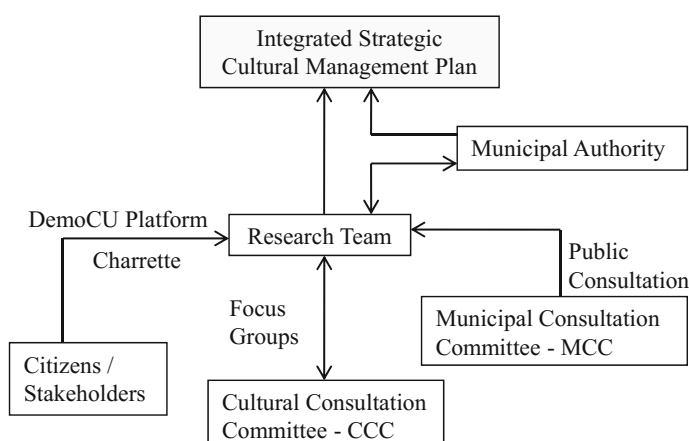 Integrated Strategic
Cultural Management Plan
Municipal Authority
DemoCU Platform
Research Team
Charrette
Public
Consultation
Focus
Groups
Municipal Consultation
Committee - MCC
Citizens /
Stakeholders
Cultural Consultation
Committee - CCC